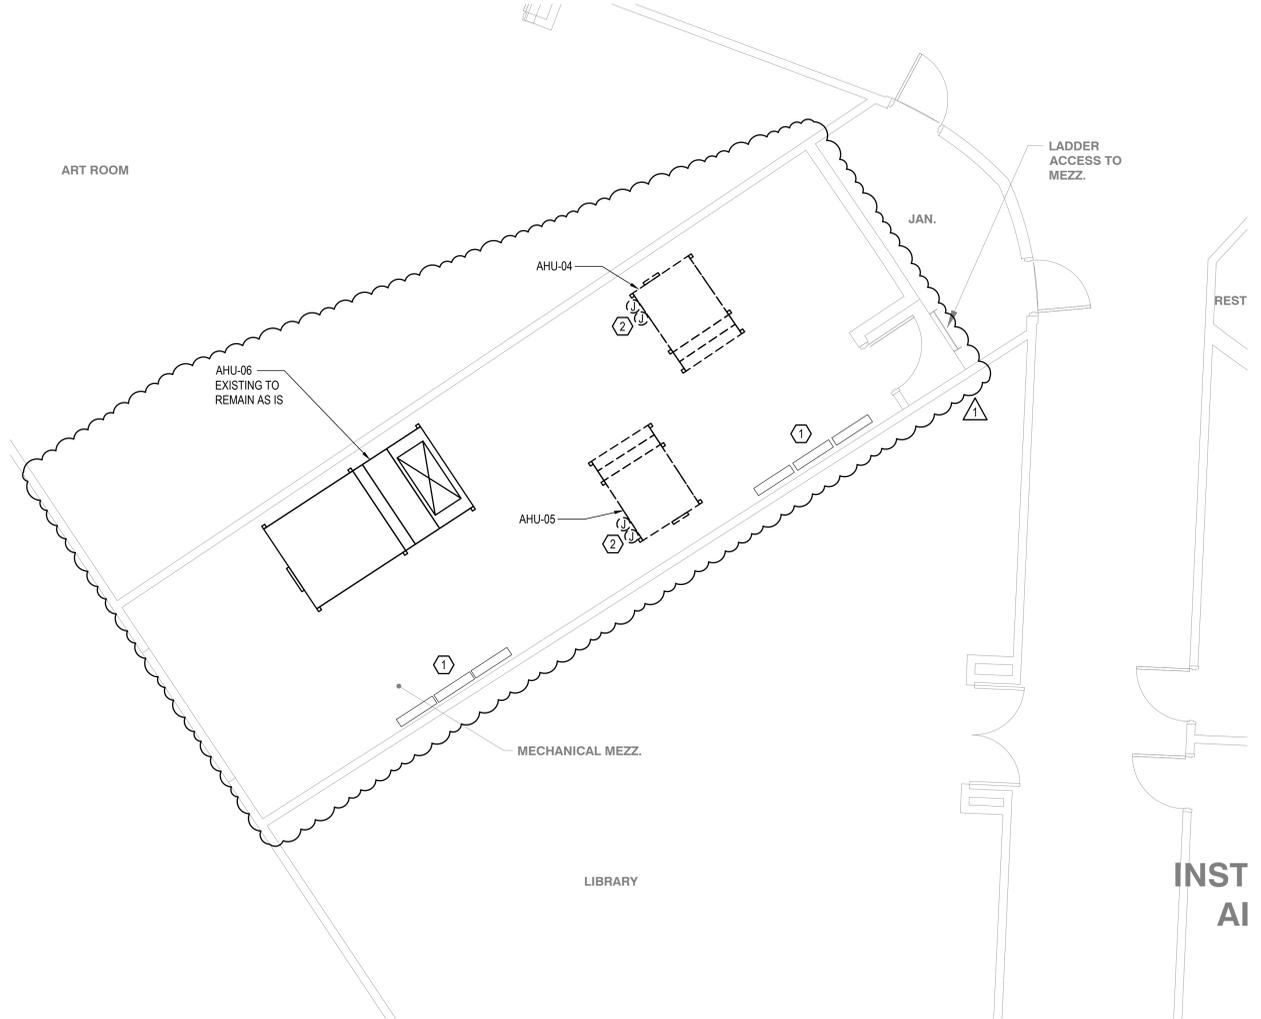 ART ROOM
LADDER
ACCESS TO
MEZZ.
JAN.
AHU-04
J
J
2
REST
AHU-06
EXISTING TO
REMAIN AS IS
1
1
AHU-05
J
J
2
1
MECHANICAL MEZZ.
LIBRARY
INST
AI